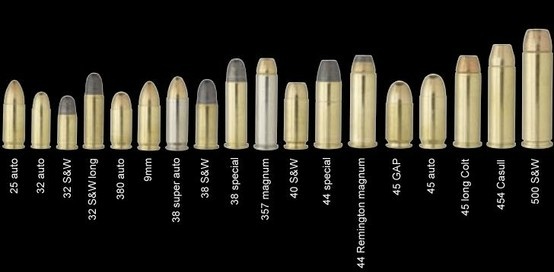 25 auto
32 auto
32 S&W
32 S&W long
380 auto
9mm
38 super auto
38 S&W
38 special
357 magnum
40 S&W
44 special
44 Remington magnum
45 GAP
45 auto
45 long Colt
454 Casull
500 S&W